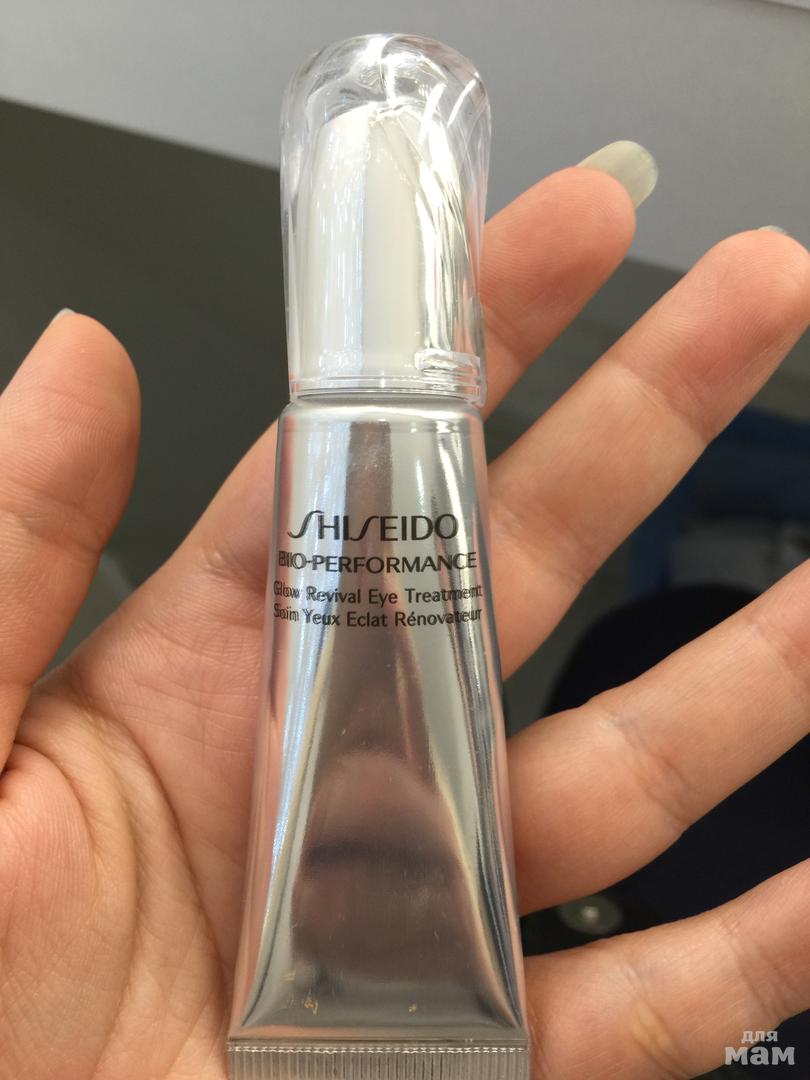 SHISEIDO
BIO-PERFORMANCE
Glow Revival Eye Treatment
Soin Yeux Eclat Rénovateur
для
мам